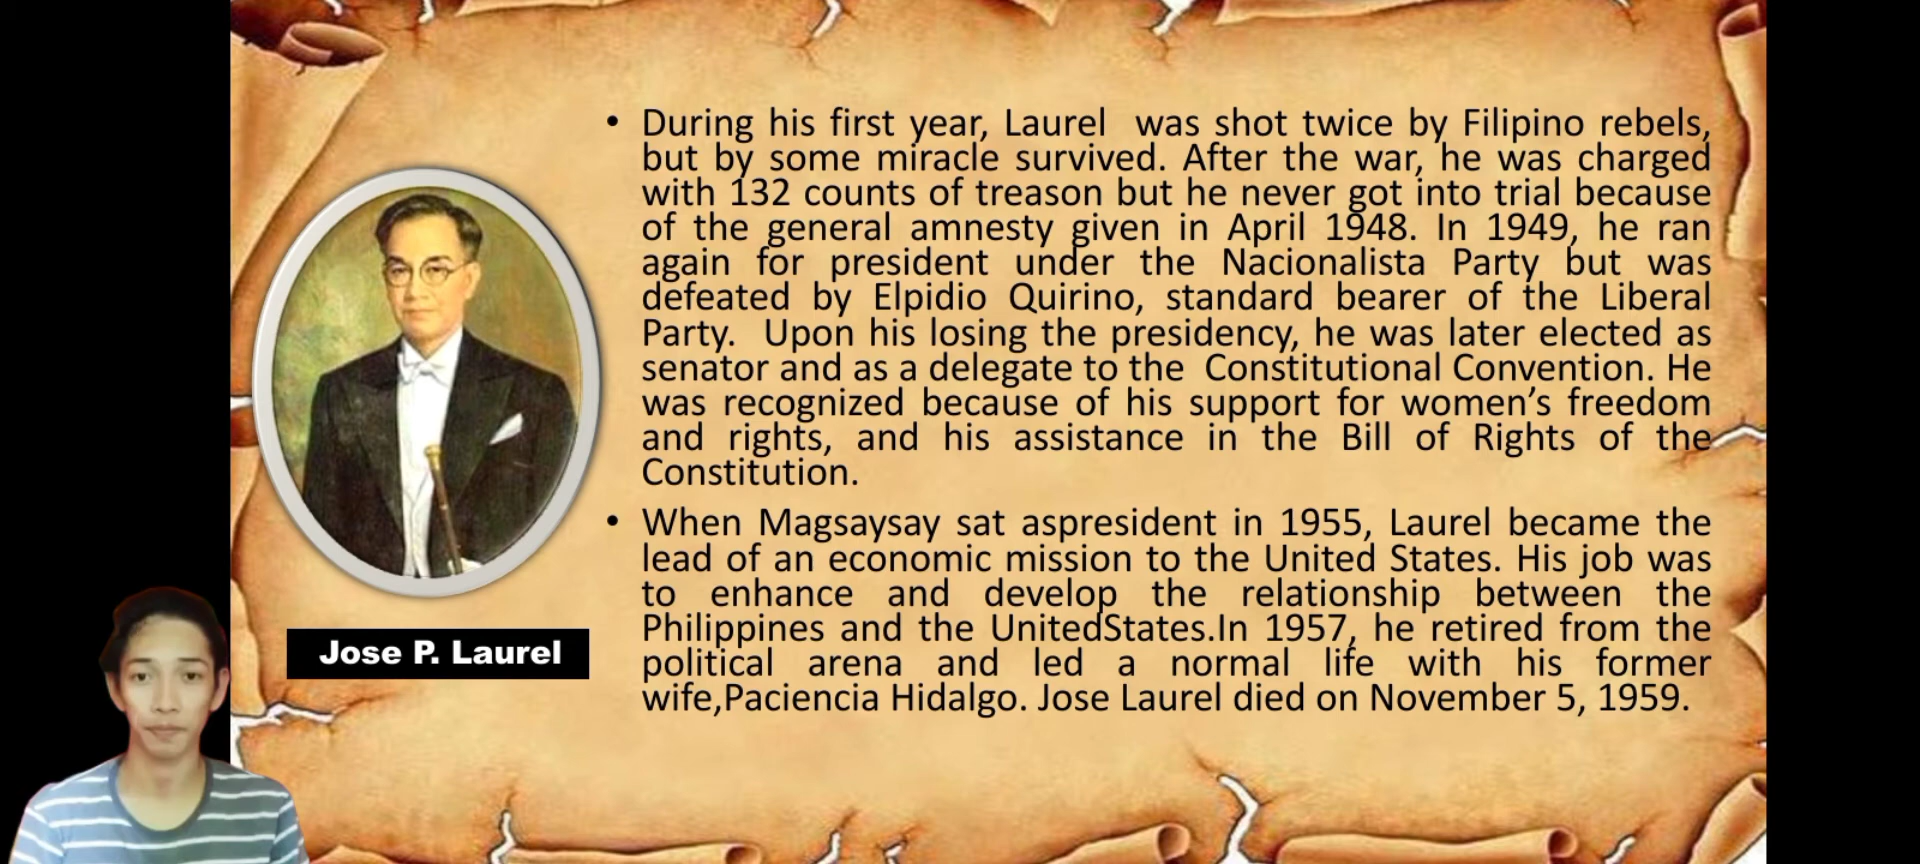 • During his first year, Laurel  was shot twice by Filipino rebels,
but by some miracle survived. After the war, he was charged
with 132 counts of treason but he never got into trial because
of the general amnesty given in April 1948. In 1949, he ran
again for president under the Nacionalista Party but was
defeated by Elpidio Quirino, standard bearer of the Liberal
Party.  Upon his losing the presidency, he was later elected as
senator and as a delegate to the  Constitutional Convention. He
was recognized because of his support for women’s freedom
and rights, and his assistance in the Bill of Rights of the
Constitution.
• When Magsaysay sat aspresident in 1955, Laurel became the
lead of an economic mission to the United States. His job was
to enhance and develop the relationship between the
Philippines and the UnitedStates.In 1957, he retired from the
political arena and led a normal life with his former
wife,Paciencia Hidalgo. Jose Laurel died on November 5, 1959.
Jose P. Laurel